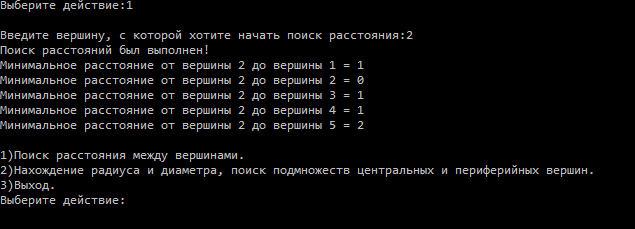 Выберите действие:1
Введите вершину, с которой хотите начать поиск расстояния:2
Поиск расстояний был выполнен!
Минимальное расстояние от вершины 2 до вершины 1 = 1
Минимальное расстояние от вершины 2 до вершины 2 = 0
Минимальное расстояние от вершины 2 до вершины 3 = 1
Минимальное расстояние от вершины 2 до вершины 4 = 1
Минимальное расстояние от вершины 2 до вершины 5 = 2
1)Поиск расстояния между вершинами.
2)Нахождение радиуса и диаметра, поиск подмножеств центральных и периферийных вершин.
3)Выход.
Выберите действие: